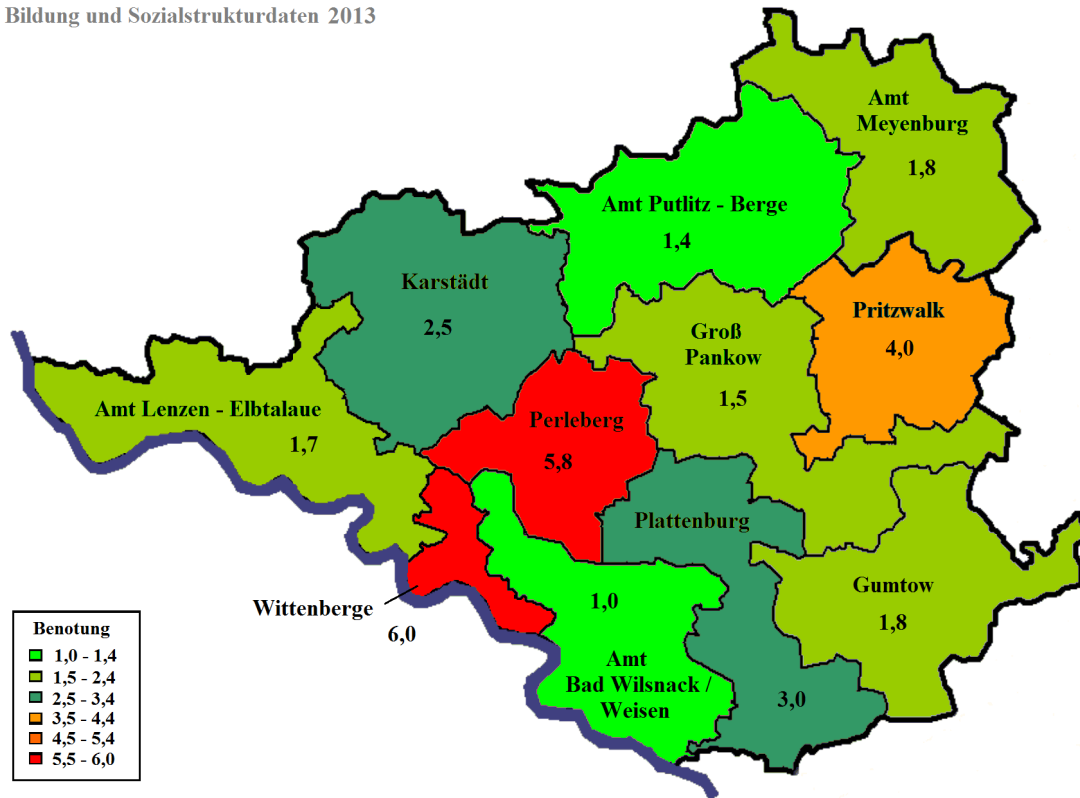 Bildung und Sozialstrukturdaten 2013
Amt
Meyenburg
1,8
Amt Putlitz - Berge
1,4
Karstädt
2,5
Pritzwalk
4,0
Groß
Pankow
1,5
Amt Lenzen - Elbtalaue
1,7
Perleberg
5,8
Plattenburg
Gumtow
1,8
Wittenberge
6,0
1,0
Amt
Bad Wilsnack /
Weisen
3,0
Benotung
1,0 - 1,4
1,5 - 2,4
2,5 - 3,4
3,5 - 4,4
4,5 - 5,4
5,5 - 6,0